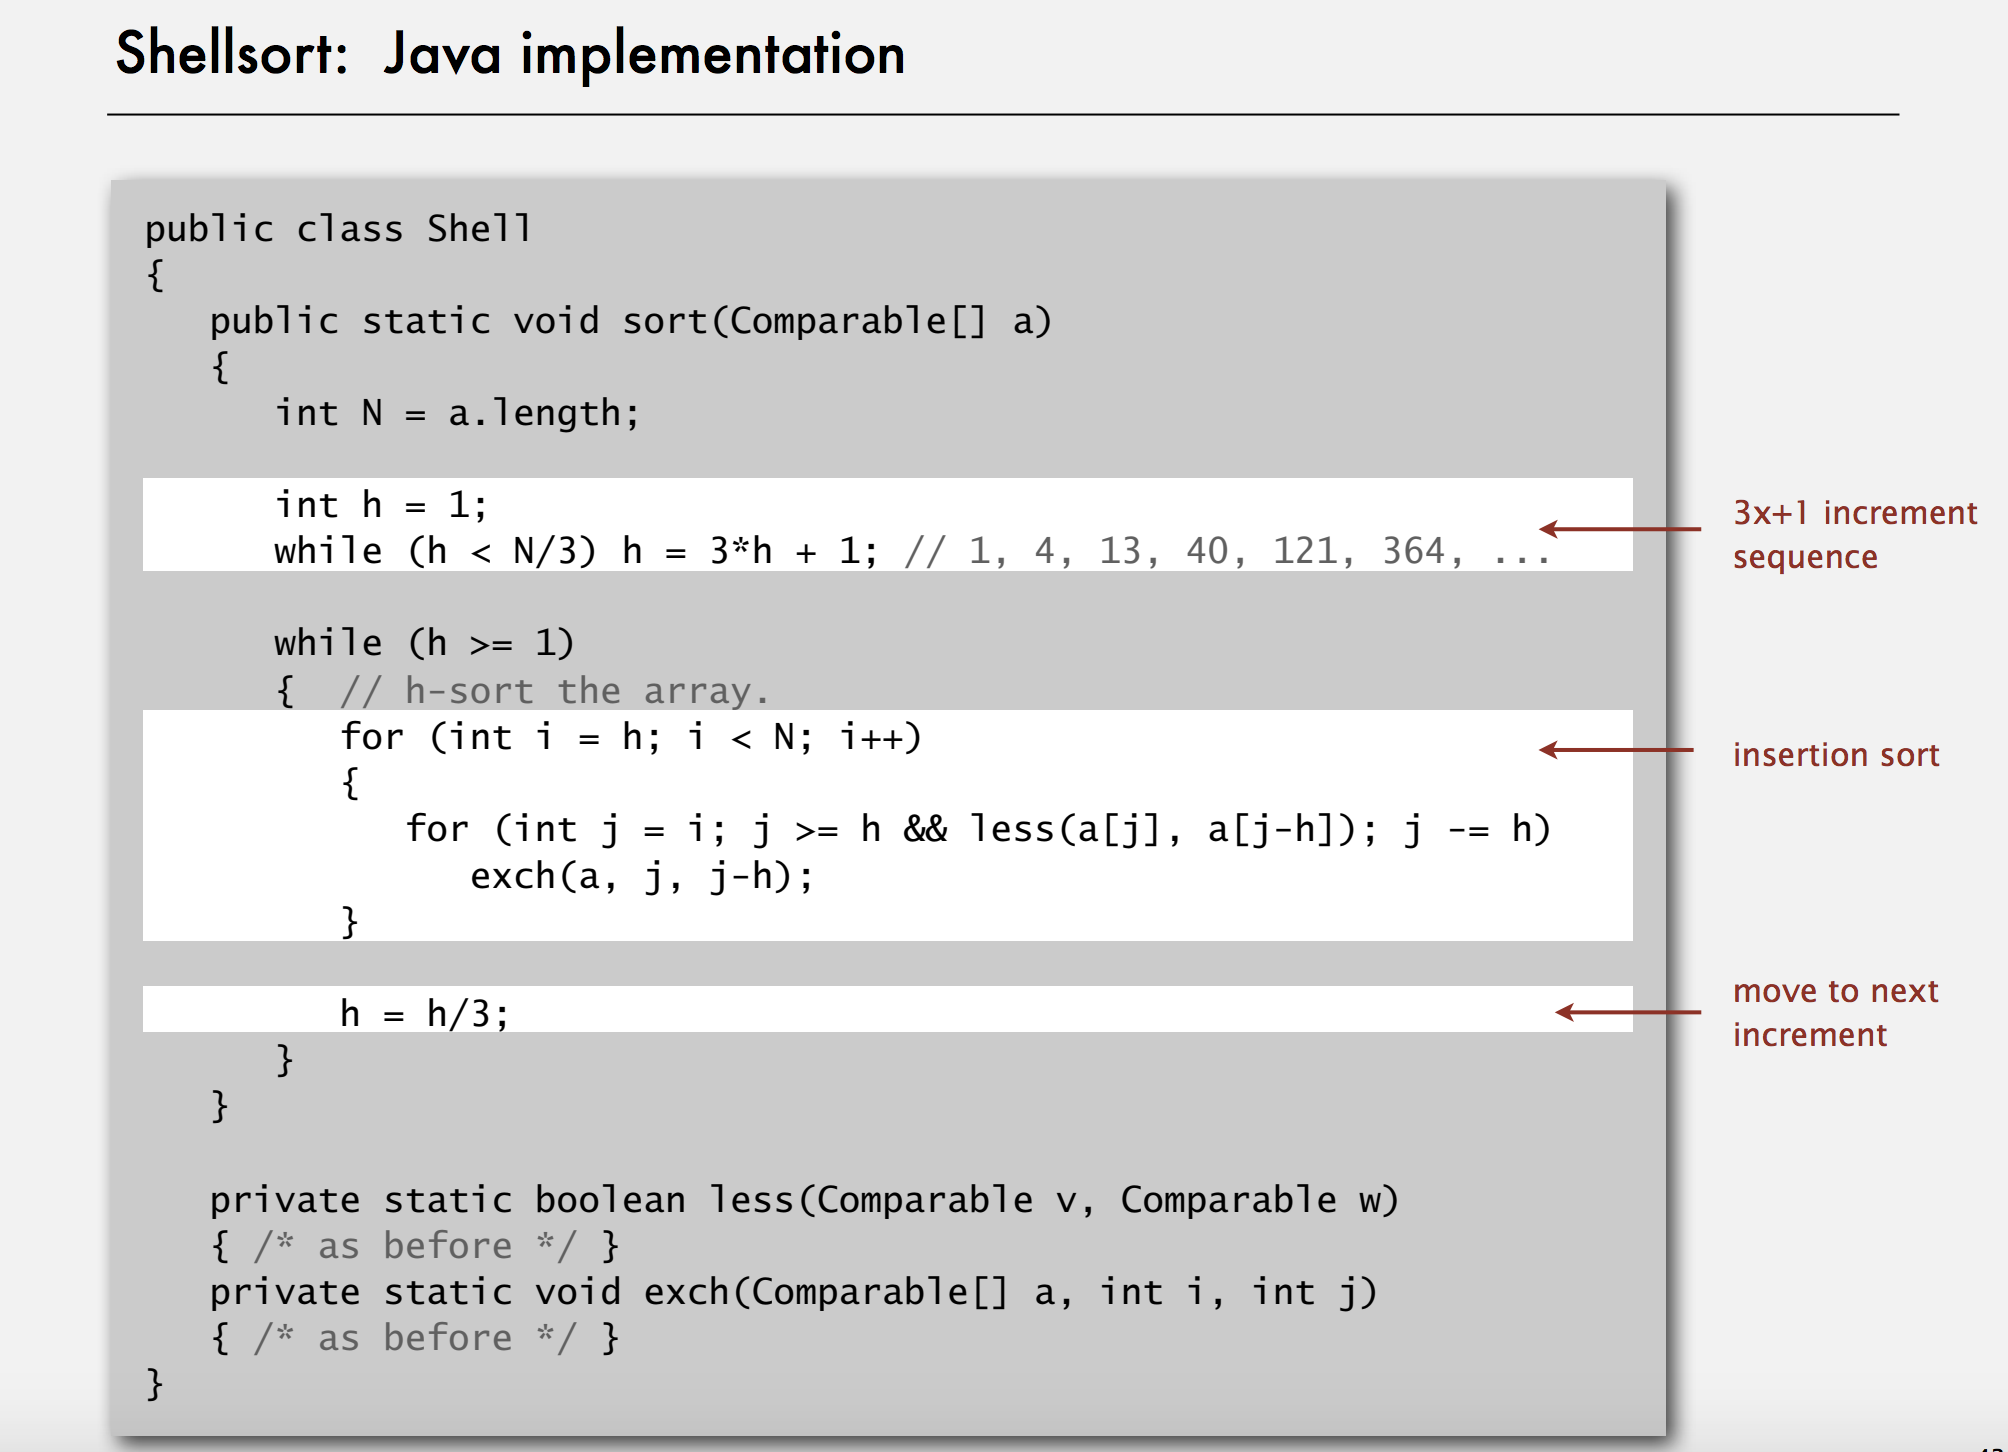 Shellsort: Java implementation
public class Shell
{
public static void sort(Comparable[] a)
{
int N = a.length;
int h = 1;
while (h < N/3) h = 3*h + 1; // 1, 4, 13, 40, 121, 364, ...
3x+1 increment
sequence
while (h >= 1)
{ // h-sort the array.
for (int i = h; i < N; i++)
insertion sort
{
for (int j = i; j >= h && less(a[j], a[j-h]); j -= h)
exch(a, j, j-h);
}
h = h/3;
move to next
increment
}
}
private static boolean less(Comparable v, Comparable w)
{ /* as before */ }
private static void exch(Comparable[] a, int i, int j)
{ /* as before */ }
}